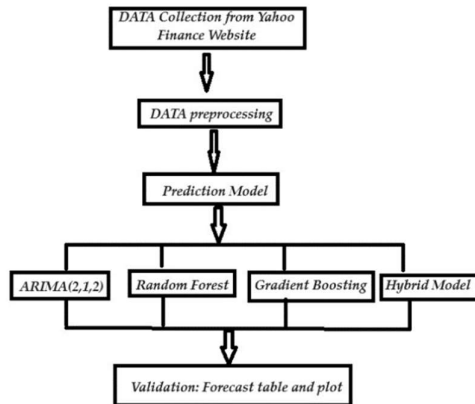 DATA Collection from Yahoo
Finance Website
DATA preprocessing
Prediction Model
ARIMA(2,1,2)
Random Forest
Gradient Boosting
Hybrid Model
Validation: Forecast table and plot